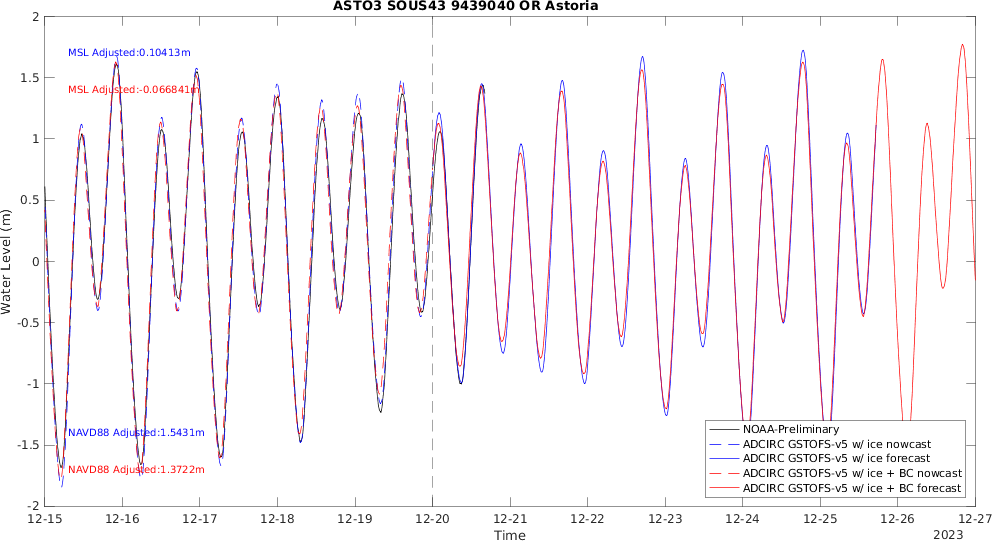 ASTO3 SOUS43 9439040 OR Astoria
2
1.5
1
0.5
0
-0.5
-1
-1.5
-2
Water Level (m)
MSL Adjusted:0.10413m
MSL Adjusted:-0.066841m
NAVD88 Adjusted:1.5431m
NAVD88 Adjusted:1.3722m
NOAA-Preliminary
ADCIRC GSTOFS-v5 w/ ice nowcast
ADCIRC GSTOFS-v5 w/ ice forecast
ADCIRC GSTOFS-v5 w/ ice + BC nowcast
ADCIRC GSTOFS-v5 w/ ice + BC forecast
12-15 12-16 12-17 12-18 12-19 12-20 12-21 12-22 12-23 12-24 12-25 12-26 12-27
Time
2023